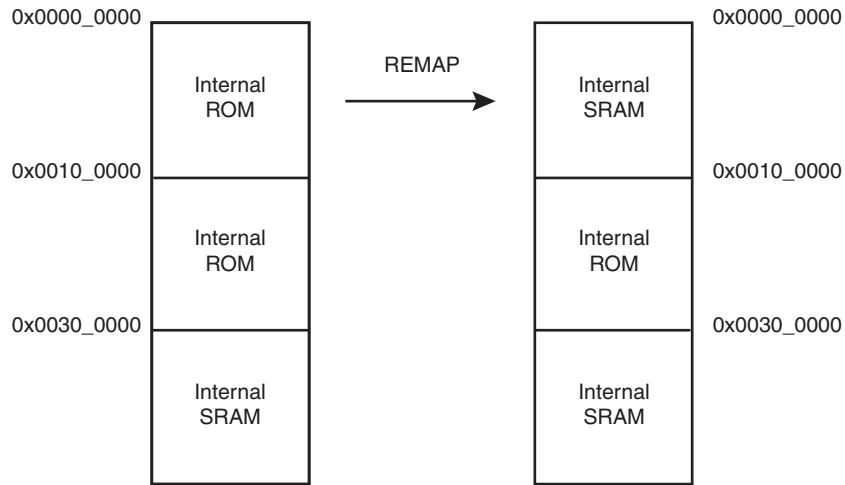 0x0000_0000
Internal
ROM
0x0010_0000
Internal
ROM
0x0030_0000
Internal
SRAM
REMAP
0x0000_0000
Internal
SRAM
0x0010_0000
Internal
ROM
0x0030_0000
Internal
SRAM